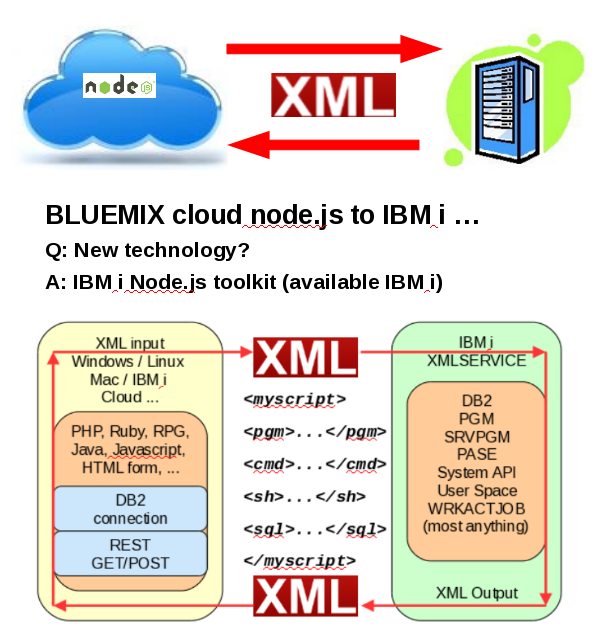 node JS
XML
BLUEMIX cloud node.js to IBM i ...
Q: New technology?
A: IBM i Node.js toolkit (available IBM i)
XML input
Windows / Linux
Mac / IBM i
Cloud ...
PHP, Ruby, RPG,
Java, Javascript,
HTML form, ...
DB2
connection
REST
GET/POST
XML
<myscript>
<pgm>...</pgm>
<cmd>...</cmd>
<sh>...</sh>
<sql>...</sql>
</myscript>
XML
IBM i
XMLSERVICE
DB2
PGM
SRVPGM
PASE
System API
User Space
WRKACTJOB
(most anything)
XML Output